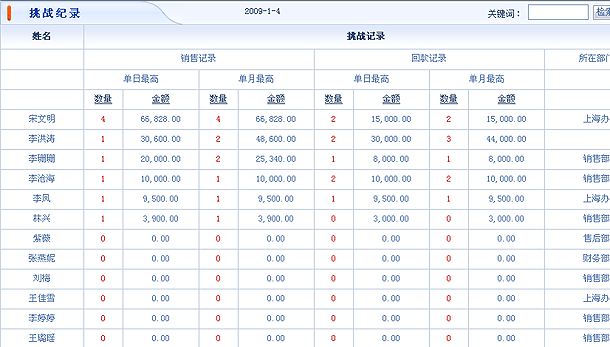 挑战纪录 2009-1-4 关键词： 检索
姓名 挑战记录
销售记录 回款记录 所在部门
单日最高 单月最高 单日最高 单月最高
数量 金额 数量 金额 数量 金额 数量 金额
宋文明 4 66,828.00 4 66,828.00 2 15,000.00 2 15,000.00 上海办
李洪涛 1 30,600.00 2 48,600.00 2 30,000.00 3 44,000.00
李珊珊 1 20,000.00 2 25,340.00 1 8,000.00 1 8,000.00 销售部
李沧海 1 10,000.00 1 10,000.00 2 10,000.00 2 10,000.00 销售部
李凤 1 9,500.00 1 9,500.00 1 9,500.00 1 9,500.00 上海办
林兴 1 3,900.00 1 3,900.00 0 3,000.00 0 3,000.00 销售部
紫薇 0 0.00 0 0.00 0 0.00 0 0.00 售后部
张燕妮 0 0.00 0 0.00 0 0.00 0 0.00 财务部
刘梅 0 0.00 0 0.00 0 0.00 0 0.00 销售部
王佳雪 0 0.00 0 0.00 0 0.00 0 0.00 上海办
李婷婷 0 0.00 0 0.00 0 0.00 0 0.00 销售部
王璐瑶 0 0.00 0 0.00 0 0.00 0 0.00 销售部